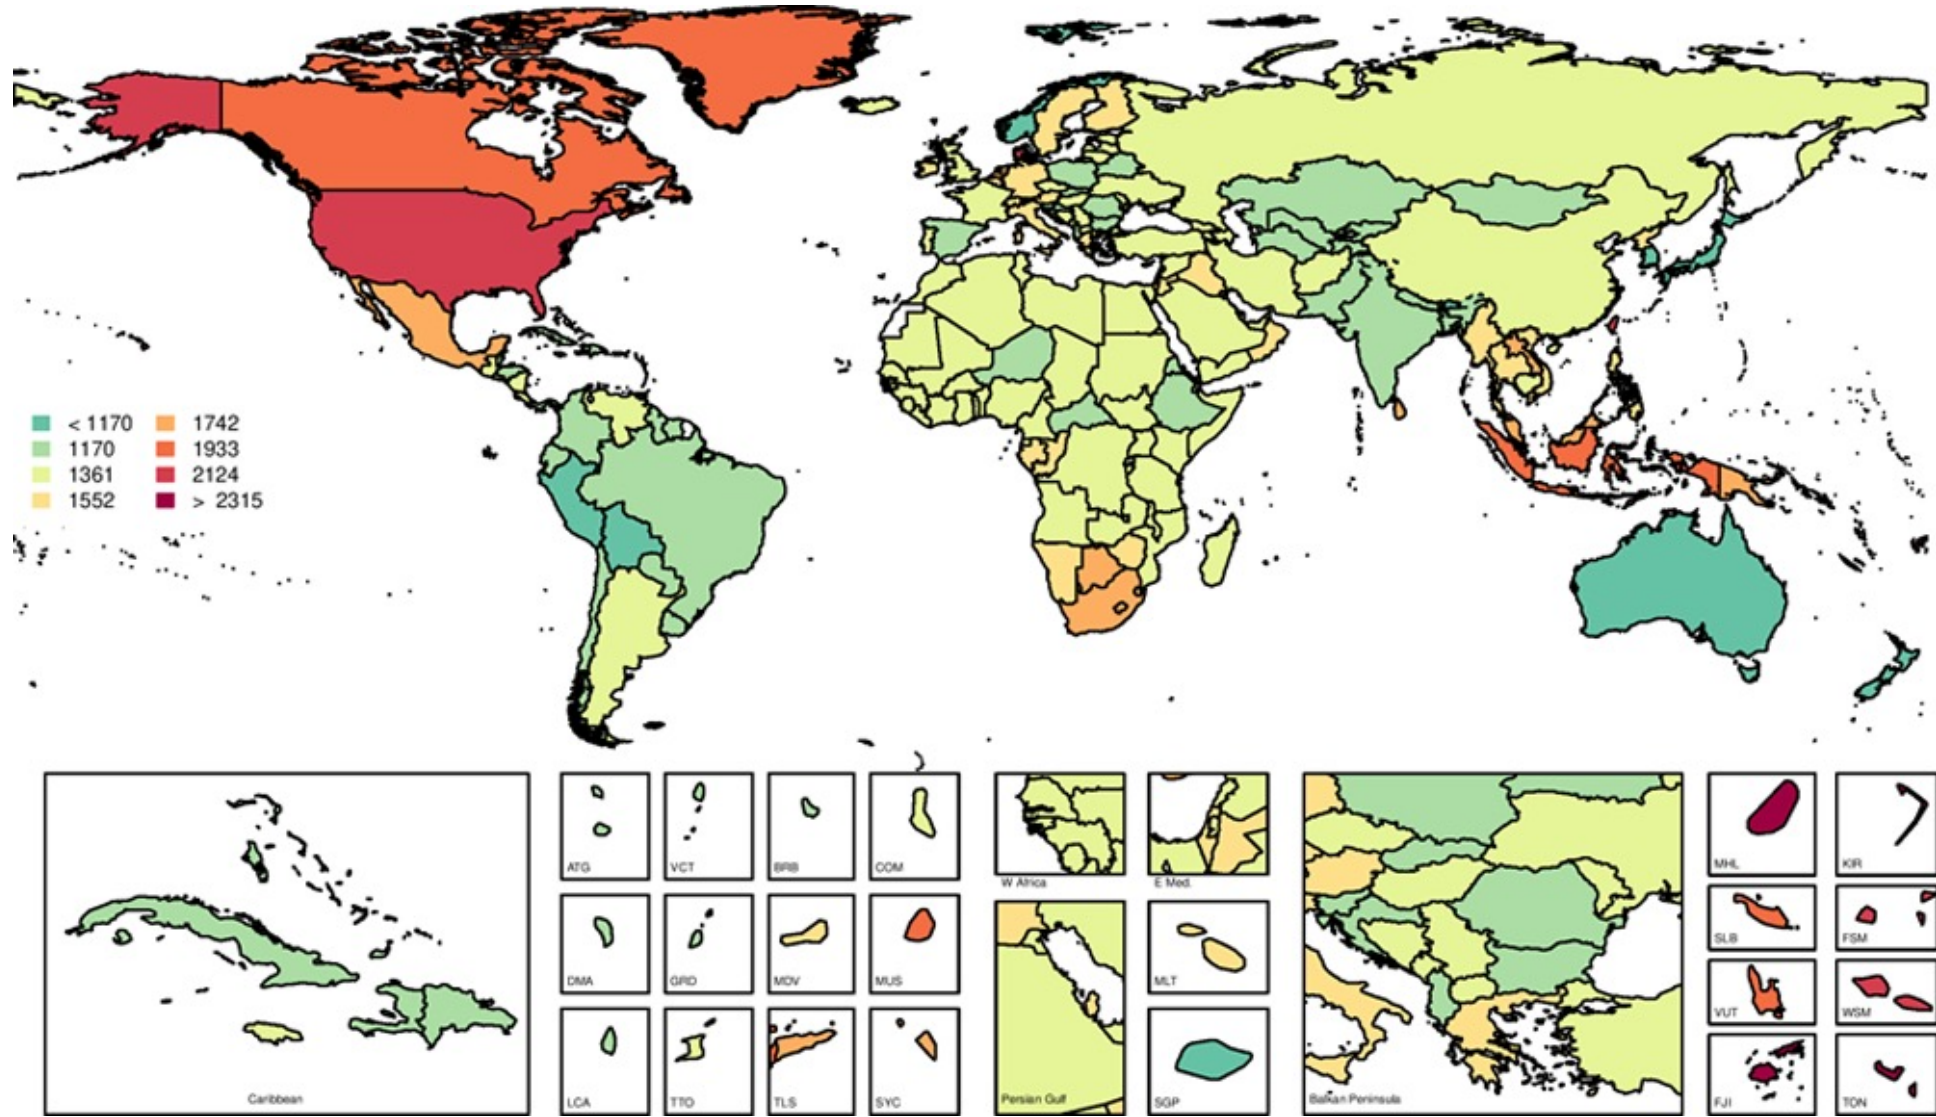 < 1170
1170
1361
1552
1742
1933
2124
> 2315
Caribbean
ATG
VCT
BRB
COM
DMA
GRD
MDV
MUS
LCA
TTO
TLS
SYC
W Africa
E Med.
Persian Gulf
MLT
SGP
Balkan Peninsula
MHL
KIR
SLB
FSM
VUT
WSM
FJI
TON